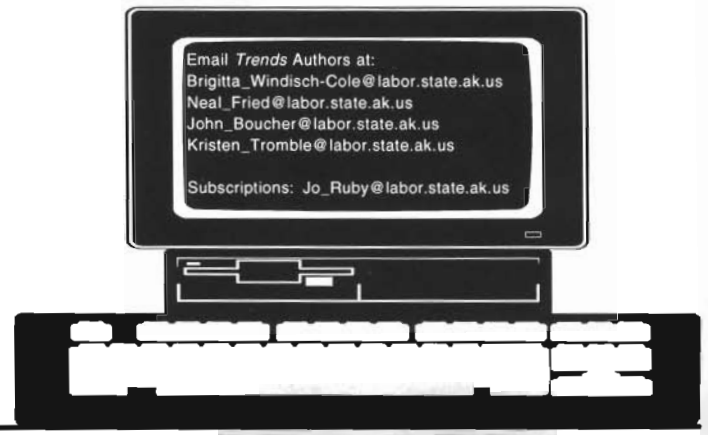 Email Trends Authors at:
Brigitta_Windisch-Cole@labor.state.ak.us
Neal_Fried@labor.state.ak.us
John_Boucher@labor.state.ak.us
Kristen_Tromble@labor.state.ak.us
Subscriptions: Jo_Ruby@labor.state.ak.us